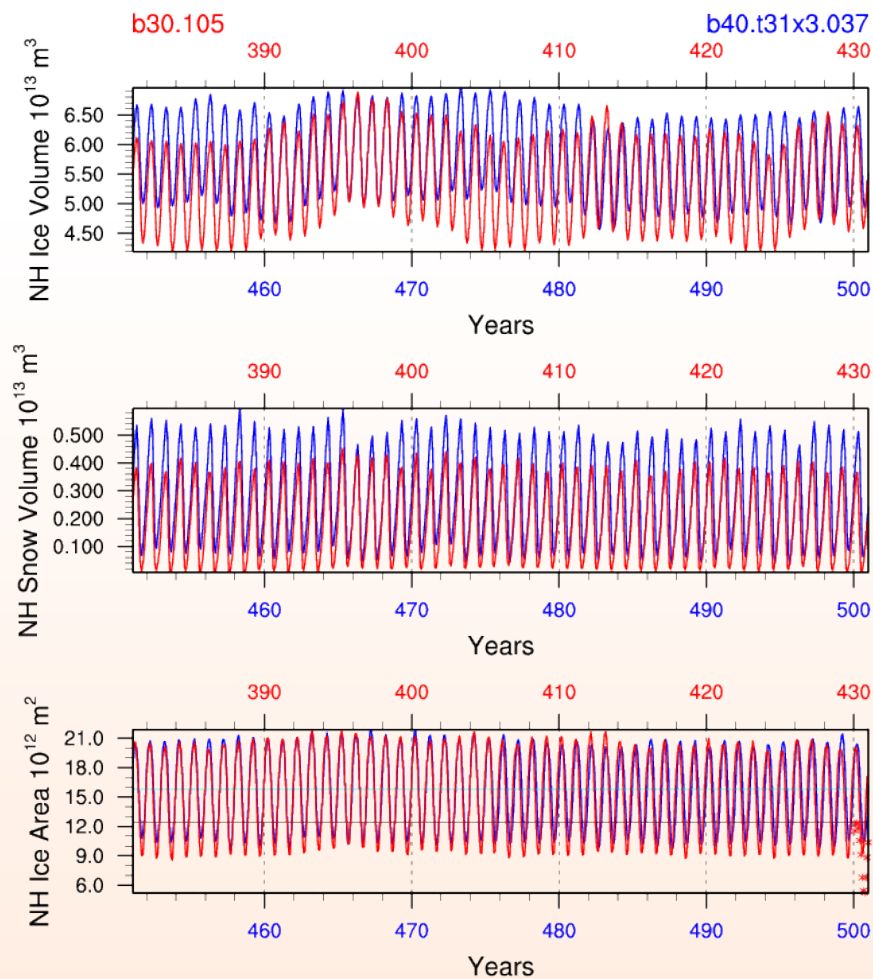 b30.105 b40.t31x3.037
390 400 410 420 430
NH Ice Volume 10¹³ m³
6.50
6.00
5.50
5.00
4.50
460 470 480 490 500
Years
390 400 410 420 430
NH Snow Volume 10¹³ m³
0.500
0.400
0.300
0.200
0.100
460 470 480 490 500
Years
390 400 410 420 430
NH Ice Area 10¹² m²
21.0
18.0
15.0
12.0
9.0
6.0
460 470 480 490 500
Years